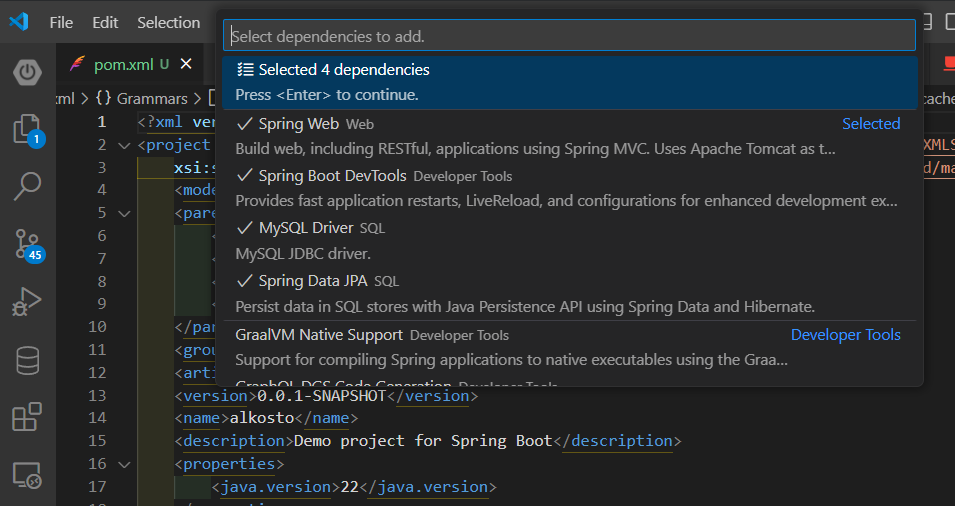 File Edit Selection
Select dependencies to add.
pom.xml U
Selected 4 dependencies
Press <Enter> to continue.
xml > {} Grammars >
cache
Spring Web Web Selected
Build web, including RESTful, applications using Spring MVC. Uses Apache Tomcat as t...
Spring Boot DevTools Developer Tools
Provides fast application restarts, LiveReload, and configurations for enhanced development ex...
MySQL Driver SQL
MySQL JDBC driver.
Spring Data JPA SQL
Persist data in SQL stores with Java Persistence API using Spring Data and Hibernate.
GraalVM Native Support Developer Tools Developer Tools
Support for compiling Spring applications to native executables using the Graa...
GraphQL DGS Code Generation Developer Tools
1 <?xml ver
2 <project XMLS
3 xsi:s d/ma
4 <mode
5 <pare
6 <
7 <
8 <
9 <
10 </par
11 <grou
12 <arti
13 <version>0.0.1-SNAPSHOT</version>
14 <name>alkosto</name>
15 <description>Demo project for Spring Boot</description>
16 <properties>
17 <java.version>22</java.version>
1
45